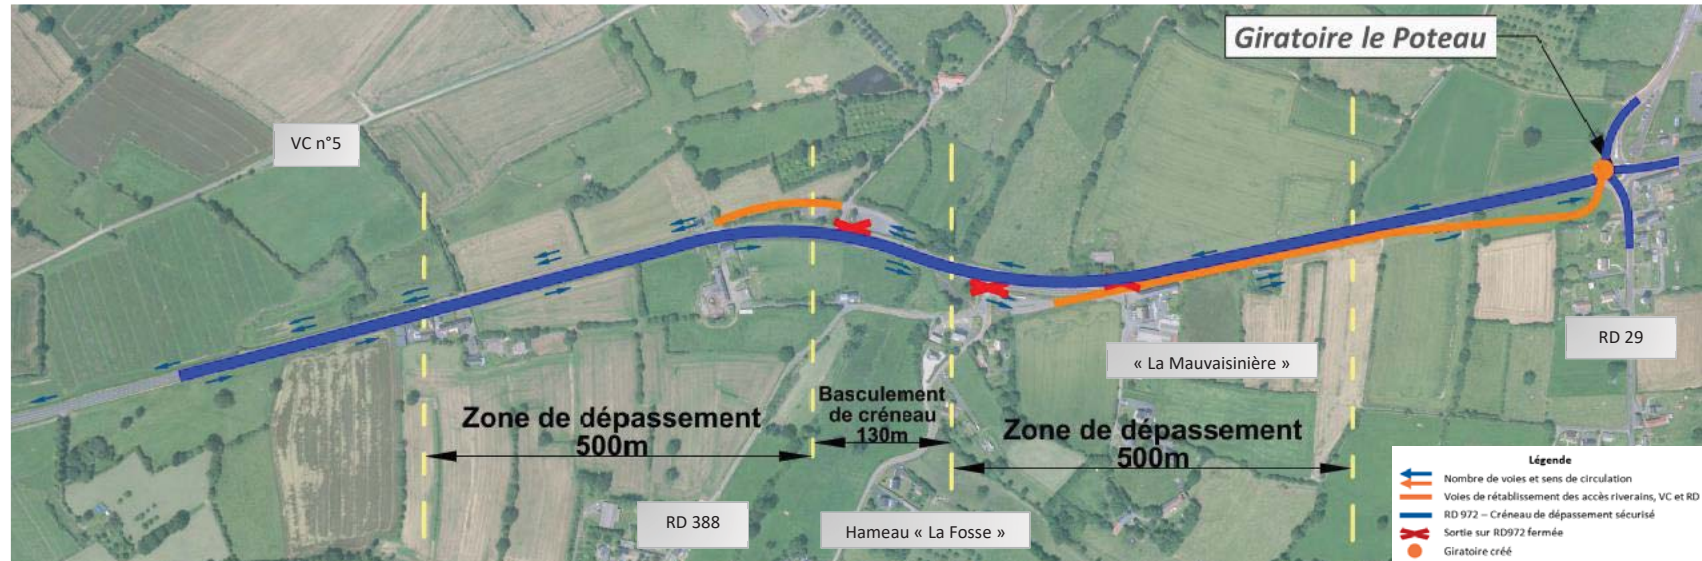 Giratoire le Poteau
VC n°5
RD 29
« La Mauvaisinière »
Zone de dépassement
500m
Basculement
de créneau
130m
Zone de dépassement
500m
RD 388
Hameau « La Fosse »
Légende
Nombre de voies et sens de circulation
Voies de rétablissement des accès riverains, VC et RD
RD 972 – Créneau de dépassement sécurisé
Sortie sur RD972 fermée
Giratoire créé